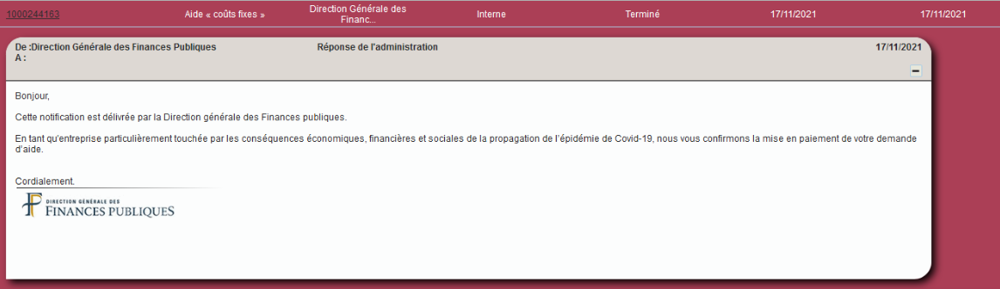 1000244163 Aide « coûts fixes » Direction Générale des Financ... Interne Terminé 17/11/2021 17/11/2021
De :Direction Générale des Finances Publiques Réponse de l'administration 17/11/2021
A :
Bonjour,
Cette notification est délivrée par la Direction générale des Finances publiques.
En tant qu'entreprise particulièrement touchée par les conséquences économiques, financières et sociales de la propagation de l'épidémie de Covid-19, nous vous confirmons la mise en paiement de votre demande
d'aide.
Cordialement.
DIRECTION GÉNÉRALE DES
FINANCES PUBLIQUES